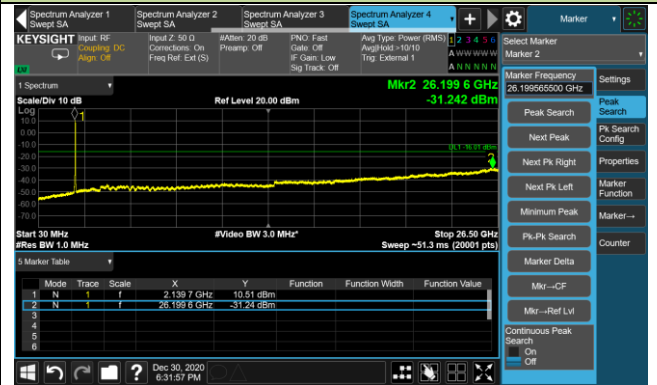 Spectrum Analyzer 1
Swept SA
Spectrum Analyzer 2
Swept SA
Spectrum Analyzer 3
Swept SA
Spectrum Analyzer 4
Swept SA
Marker
KEYSIGHT
Input: RF
Coupling: DC
Align: Off
Input Z: 50 Ω
Corrections: On
Freq Ref: Ext (S)
#Atten: 20 dB
Preamp: Off
PNO: Fast
Gate: Off
IF Gain: Low
Sig Track: Off
Avg Type: Power (RMS)
Avg|Hold:>10/10
Trig: External 1
1 2 3 4 5 6
A W W W W W
A N N N N N
LXI
1 Spectrum
Scale/Div 10 dB
Log
Ref Level 20.00 dBm
Mkr2 26.199 6 GHz
-31.242 dBm
10.0
0.00
-10.0
-20.0
-30.0
-40.0
-50.0
-60.0
-70.0
1
2
DL1 -16.01 dBm
Start 30 MHz
#Res BW 1.0 MHz
#Video BW 3.0 MHz*
Stop 26.50 GHz
Sweep ~51.3 ms (20001 pts)
5 Marker Table
Mode Trace Scale X Y Function Function Width Function Value
1 N 1 f 2.139 7 GHz 10.51 dBm
2 N 1 f 26.199 6 GHz -31.24 dBm
3
4
5
6
Select Marker
Marker 2
Marker Frequency
26.199565500 GHz
Peak Search
Next Peak
Next Pk Right
Next Pk Left
Minimum Peak
Pk-Pk Search
Marker Delta
Mkr→CF
Mkr→Ref Lvl
Continuous Peak
Search
On
Off
Settings
Peak
Search
Pk Search
Config
Properties
Marker
Function
Marker→
Counter
?
Dec 30, 2020
6:31:57 PM